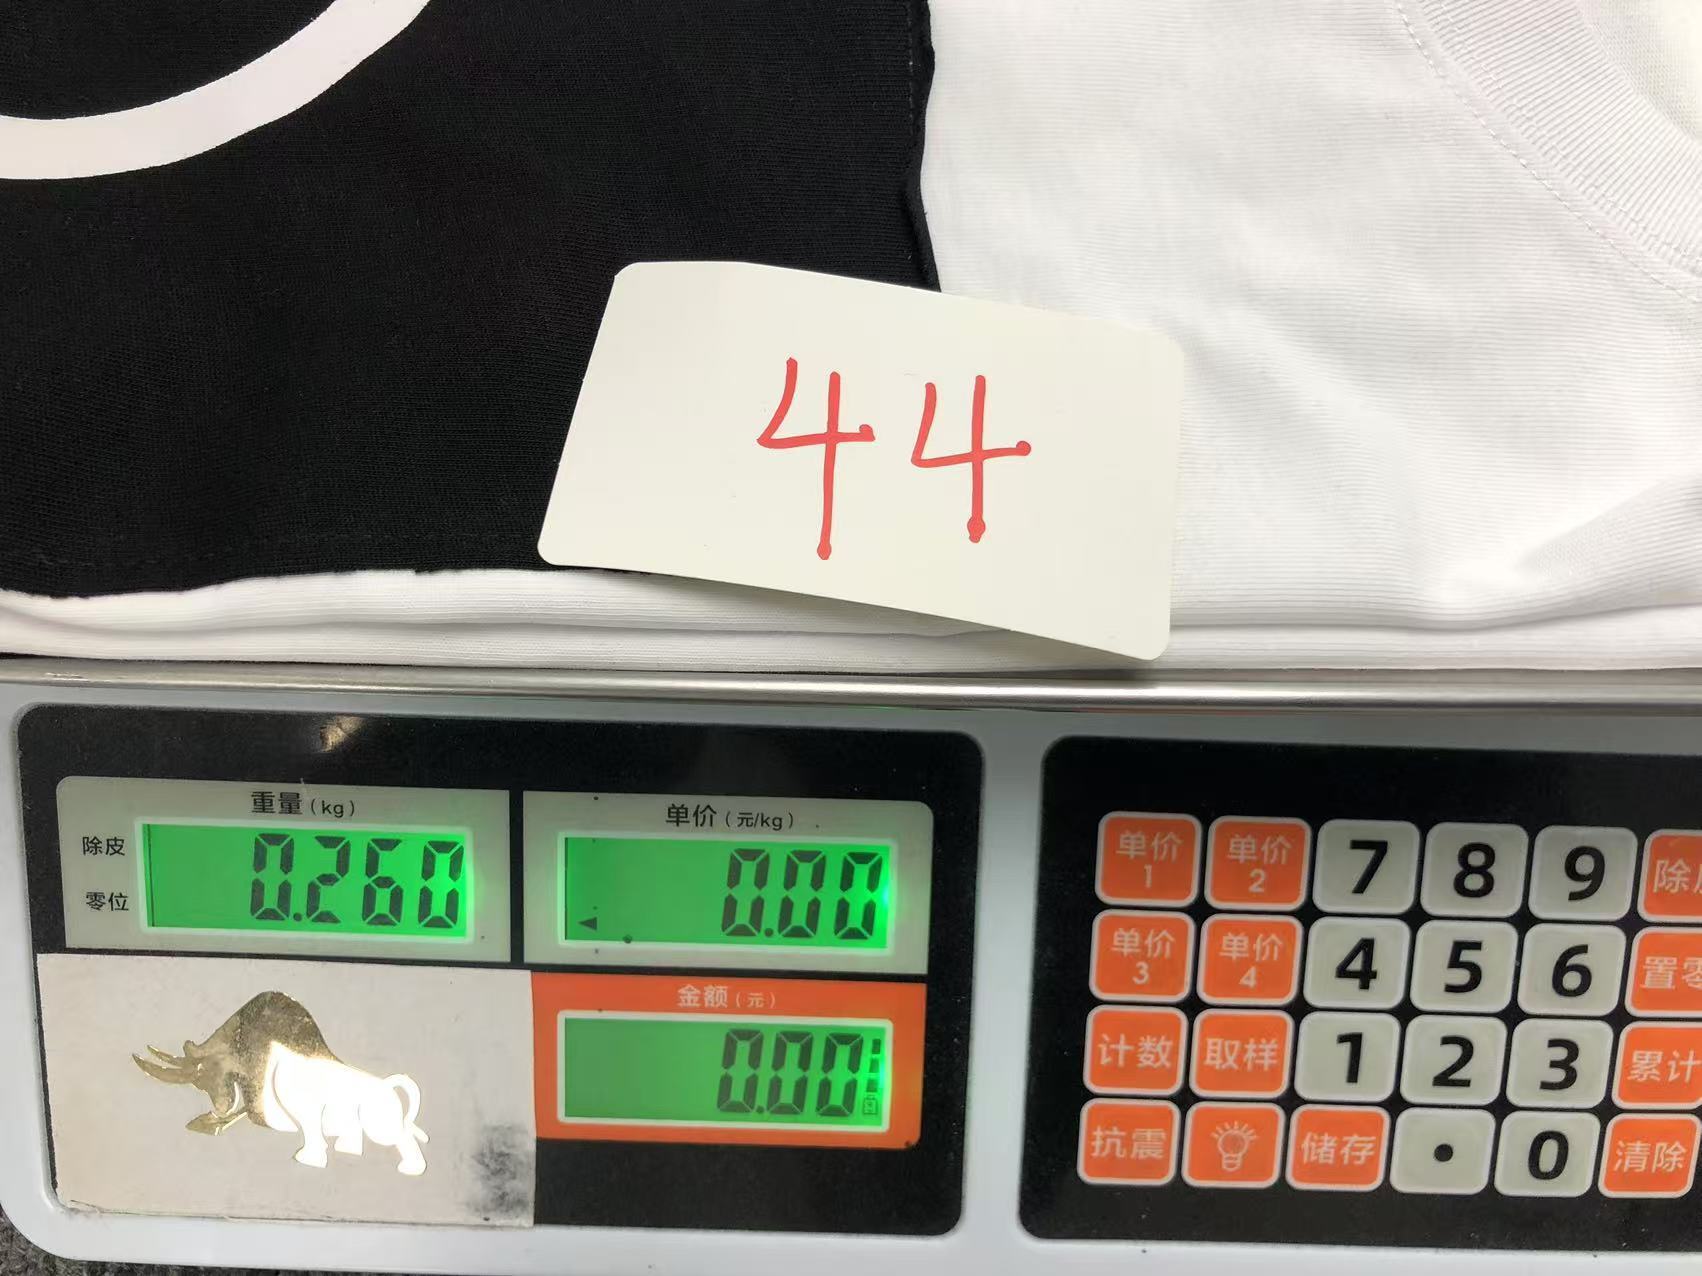 44
重量(kg)
除皮
零位
0.260
单价(元/kg)
0.00
金额(元)
0.00
单价1 单价2 7 8 9
单价3 单价4 4 5 6
计数 取样 1 2 3 累计
抗震 储存 . 0 清除